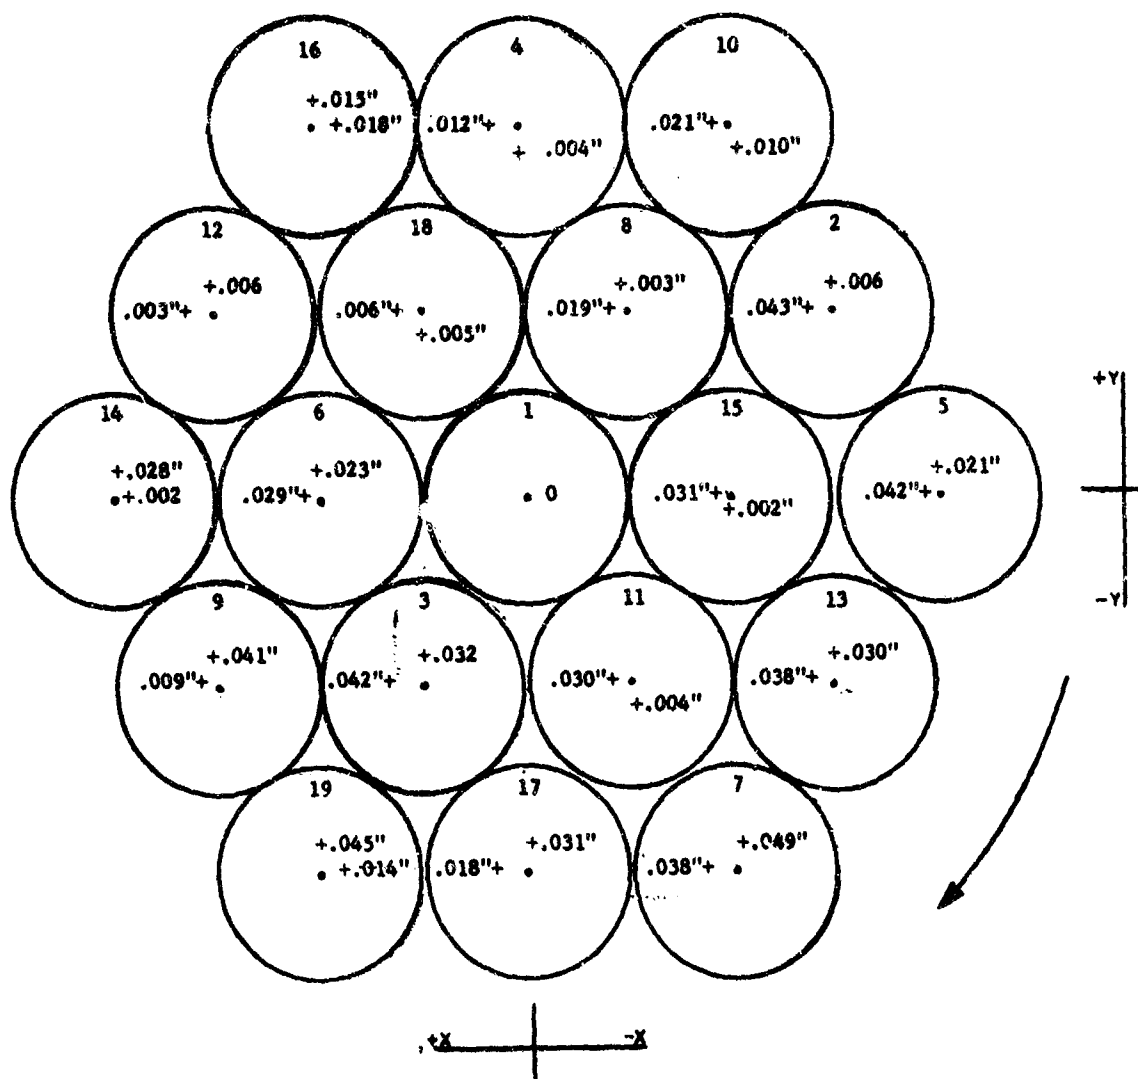 16 4 10
+.015"
+.018" .012"+ .021"+
+ .004" +.010"
12 18 8 2
+.006 +.003" +.006
.003"+ .006"+ .019"+ .043"+
+.005"
+Y
14 6 1 15 5
+.028" +.023" +.021"
+.002 .029"+ 0 .031"+ .042"+
+.002"
-Y
9 3 11 13
+.041" +.032 +.030"
.009"+ .042"+ .030"+ .038"+
+.004"
19 17 7
+.045" +.031" +.049"
+.014" .018"+ .038"+
+X -X